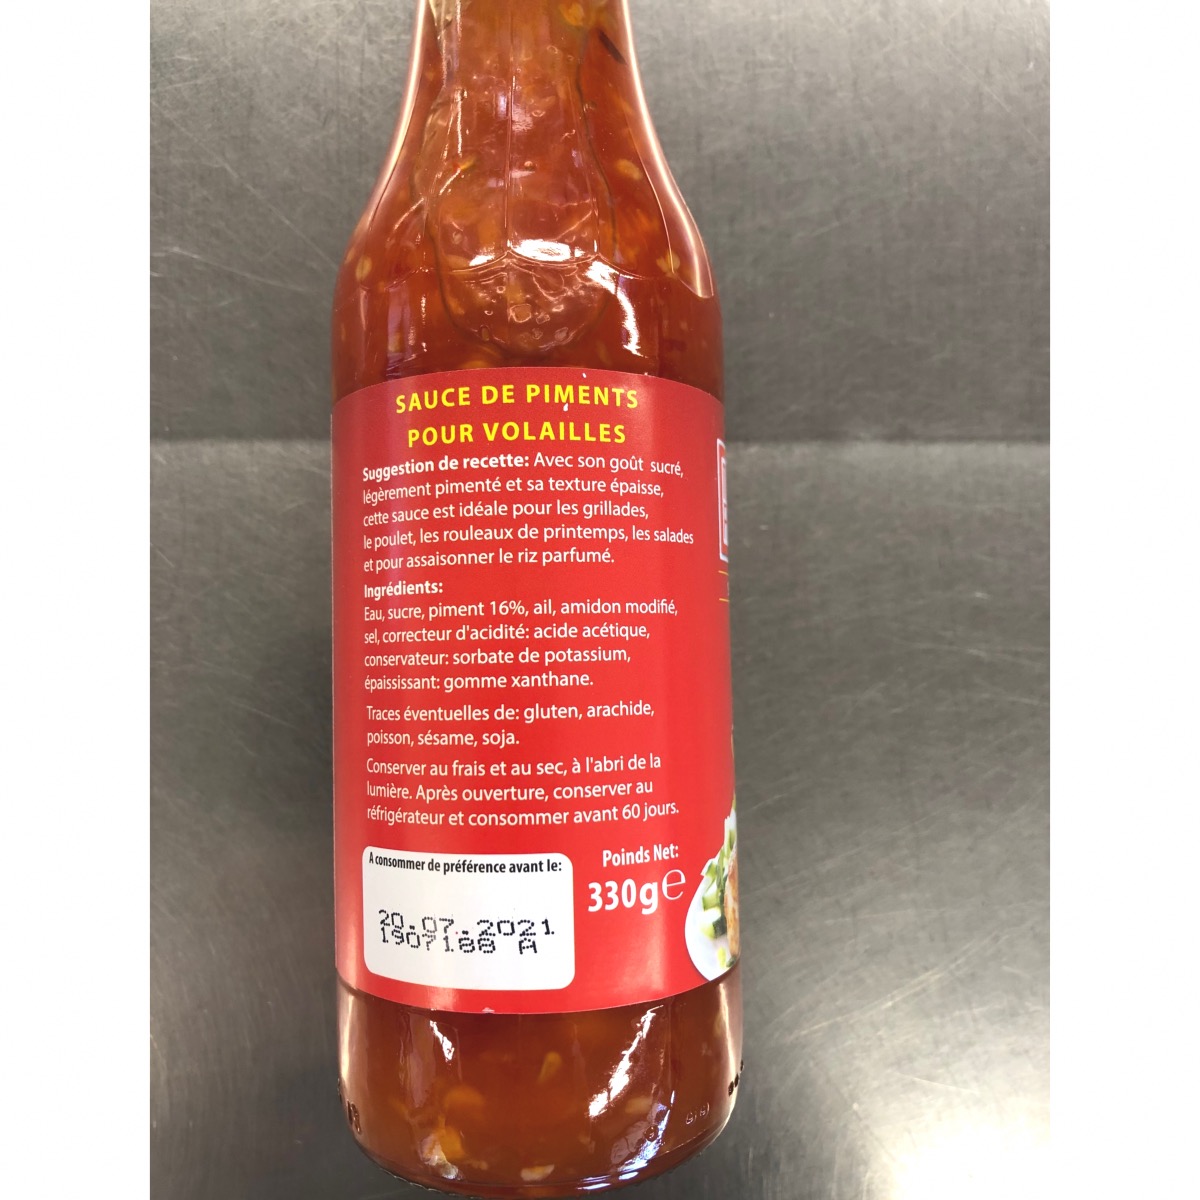 SAUCE DE PIMENTS
POUR VOLAILLES
Suggestion de recette: Avec son goût sucré,
légèrement pimenté et sa texture épaisse,
cette sauce est idéale pour les grillades,
le poulet, les rouleaux de printemps, les salades
et pour assaisonner le riz parfumé.
Ingrédients:
Eau, sucre, piment 16%, ail, amidon modifié,
sel, correcteur d'acidité: acide acétique,
conservateur: sorbate de potassium,
épaississant: gomme xanthane.
Traces éventuelles de: gluten, arachide,
poisson, sésame, soja.
Conserver au frais et au sec, à l'abri de la
lumière. Après ouverture, conserver au
réfrigérateur et consommer avant 60 jours.
A consommer de préférence avant le:
20.07.2021
1907188 A
Poinds Net:
330g℮